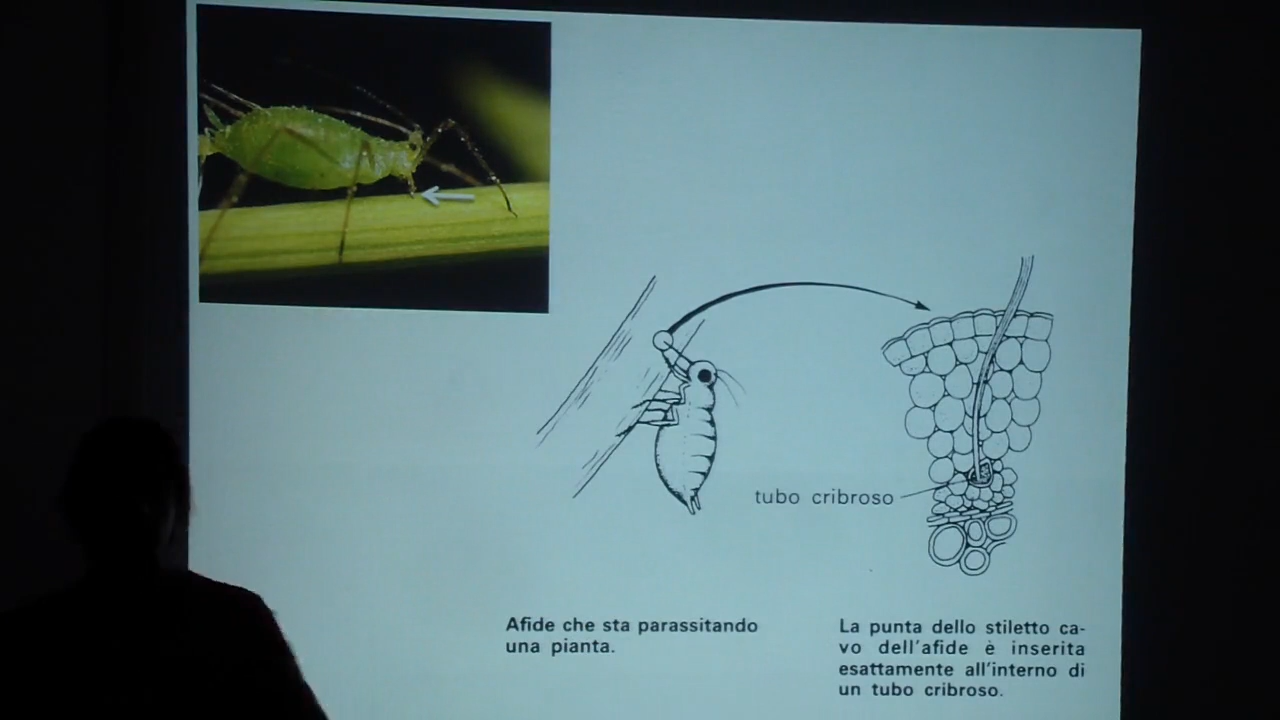 tubo cribroso
Afide che sta parassitando
una pianta.
La punta dello stiletto ca-
vo dell'afide è inserita
esattamente all'interno di
un tubo cribroso.